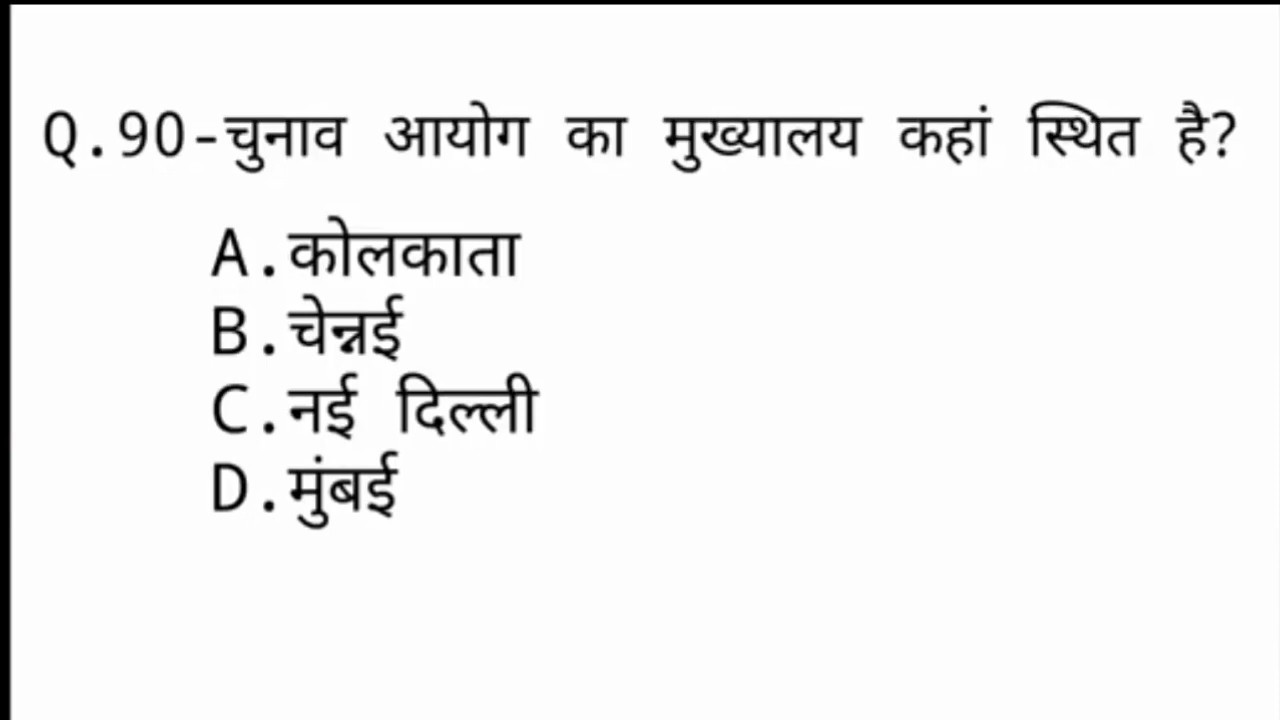 Q.90-चुनाव आयोग का मुख्यालय कहां स्थित है?
A.कोलकाता
B.चेन्नई
C.नई दिल्ली
D.मुंबई